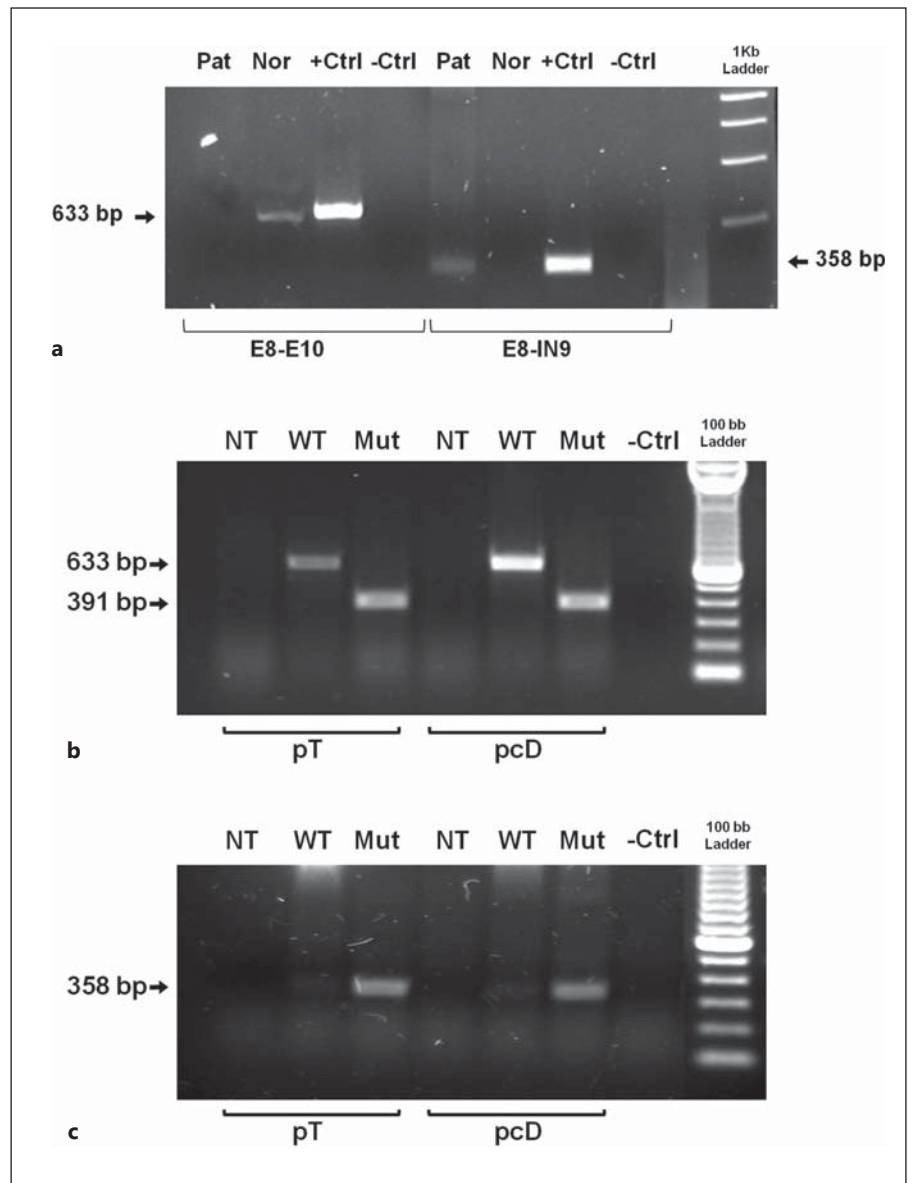 Pat Nor +Ctrl -Ctrl Pat Nor +Ctrl -Ctrl 1Kb Ladder
633 bp
358 bp
E8-E10 E8-IN9
a
NT WT Mut NT WT Mut -Ctrl 100 bb Ladder
633 bp
391 bp
pT pcD
b
NT WT Mut NT WT Mut -Ctrl 100 bb Ladder
358 bp
pT pcD
c